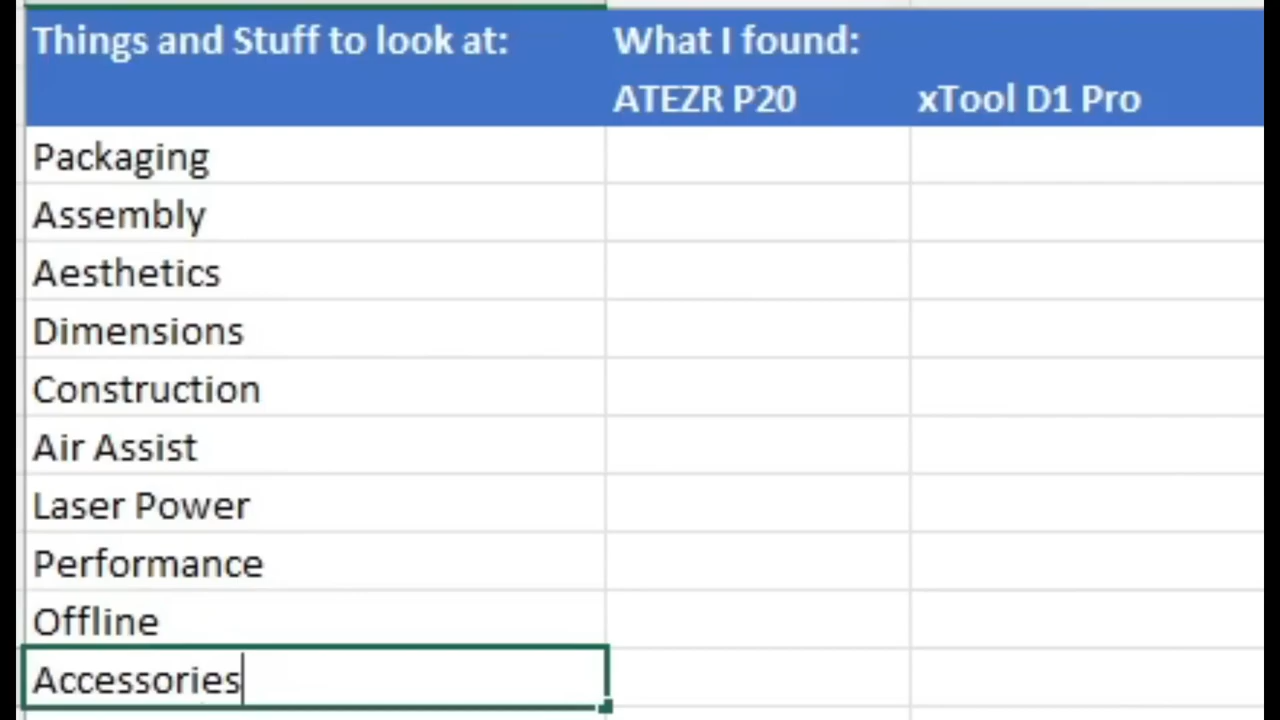 Things and Stuff to look at: What I found:
ATEZR P20 xTool D1 Pro
Packaging
Assembly
Aesthetics
Dimensions
Construction
Air Assist
Laser Power
Performance
Offline
Accessories